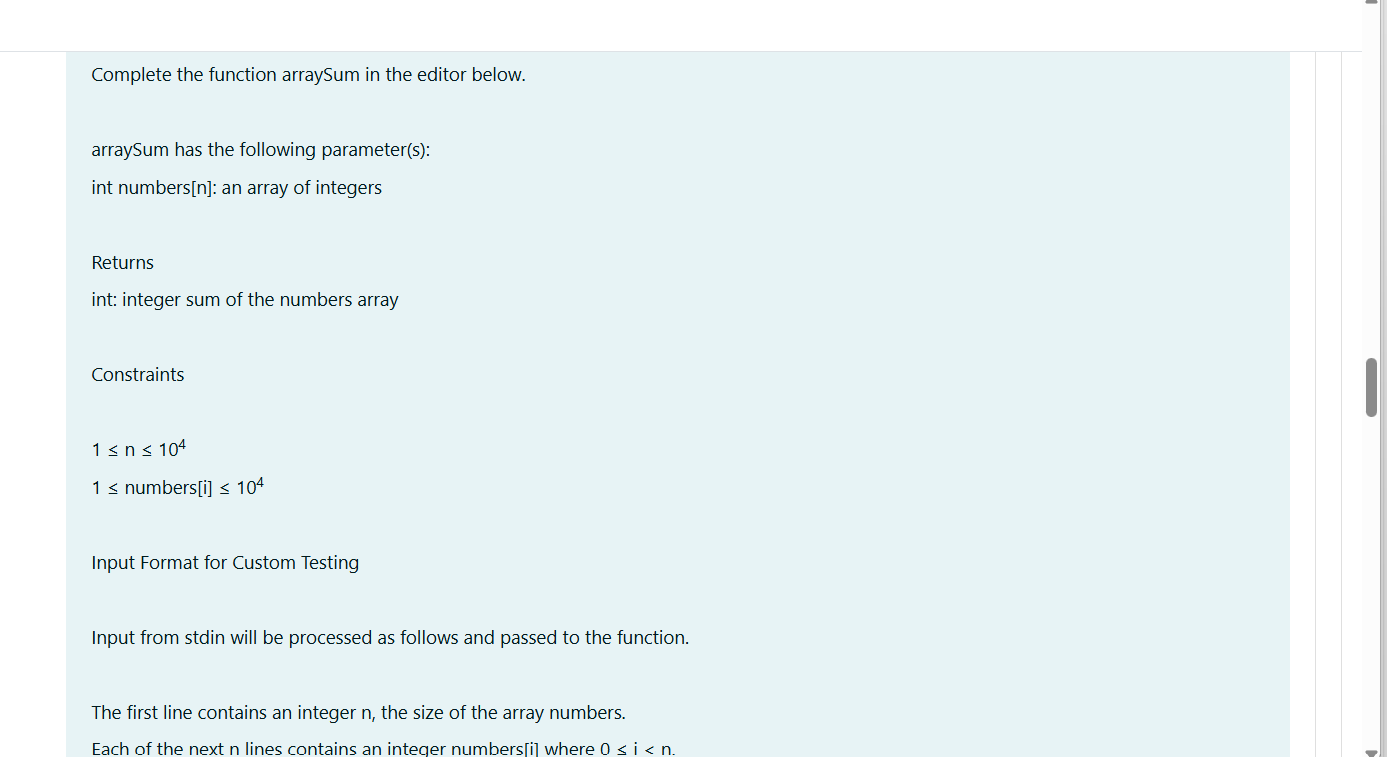 Complete the function arraySum in the editor below.
arraySum has the following parameter(s):
int numbers[n]: an array of integers
Returns
int: integer sum of the numbers array
Constraints
1 ≤ n ≤ 10⁴
1 ≤ numbers[i] ≤ 10⁴
Input Format for Custom Testing
Input from stdin will be processed as follows and passed to the function.
The first line contains an integer n, the size of the array numbers.
Each of the next n lines contains an integer numbers[i] where 0 ≤ i < n.